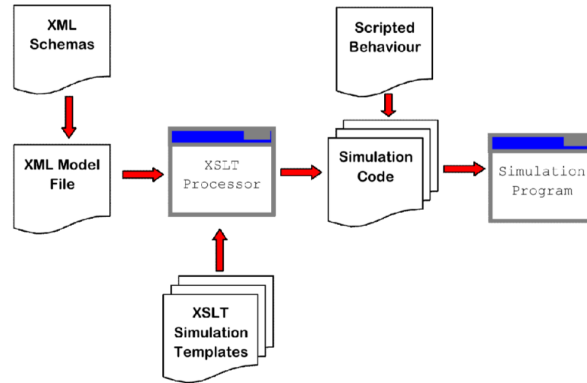 XML
Schemas
Scripted
Behaviour
XML Model
File
XSLT
Processor
Simulation
Code
Simulation
Program
XSLT
Simulation
Templates